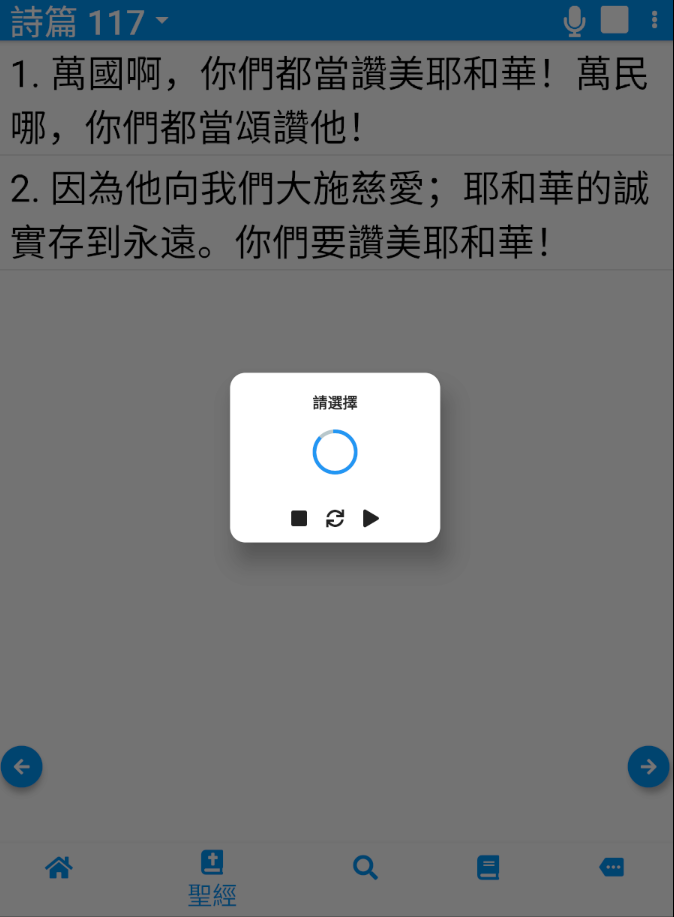 詩篇 117
1. 萬國啊，你們都當讚美耶和華！萬民
哪，你們都當頌讚他！
2. 因為他向我們大施慈愛；耶和華的誠
實存到永遠。你們要讚美耶和華！
請選擇
聖經